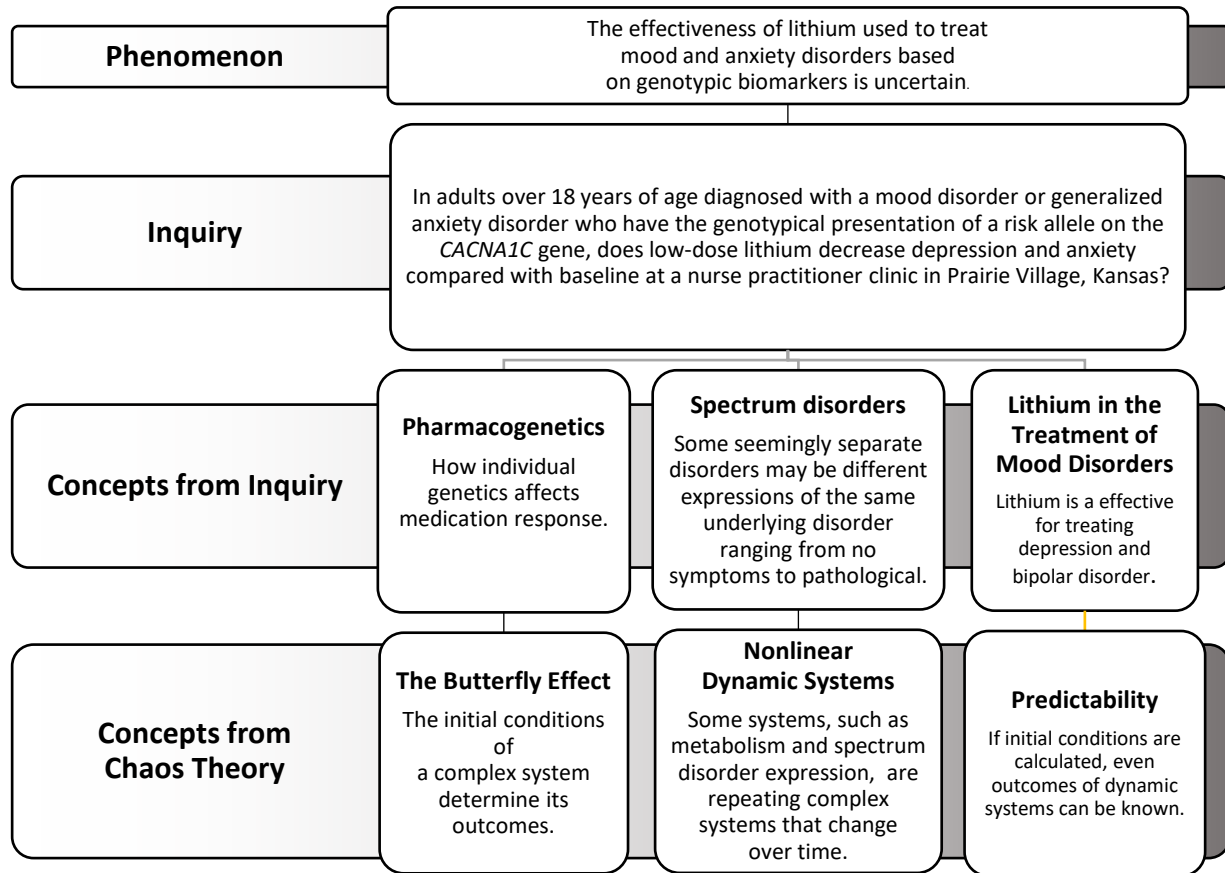 Phenomenon
The effectiveness of lithium used to treat
mood and anxiety disorders based
on genotypic biomarkers is uncertain.
Inquiry
In adults over 18 years of age diagnosed with a mood disorder or generalized
anxiety disorder who have the genotypical presentation of a risk allele on the
CACNA1C gene, does low-dose lithium decrease depression and anxiety
compared with baseline at a nurse practitioner clinic in Prairie Village, Kansas?
Concepts from Inquiry
Pharmacogenetics
How individual
genetics affects
medication response.
Spectrum disorders
Some seemingly separate
disorders may be different
expressions of the same
underlying disorder
ranging from no
symptoms to pathological.
Lithium in the
Treatment of
Mood Disorders
Lithium is a effective
for treating
depression and
bipolar disorder.
Concepts from
Chaos Theory
The Butterfly Effect
The initial conditions
of
a complex system
determine its
outcomes.
Nonlinear
Dynamic Systems
Some systems, such as
metabolism and spectrum
disorder expression, are
repeating complex
systems that change
over time.
Predictability
If initial conditions are
calculated, even
outcomes of dynamic
systems can be known.